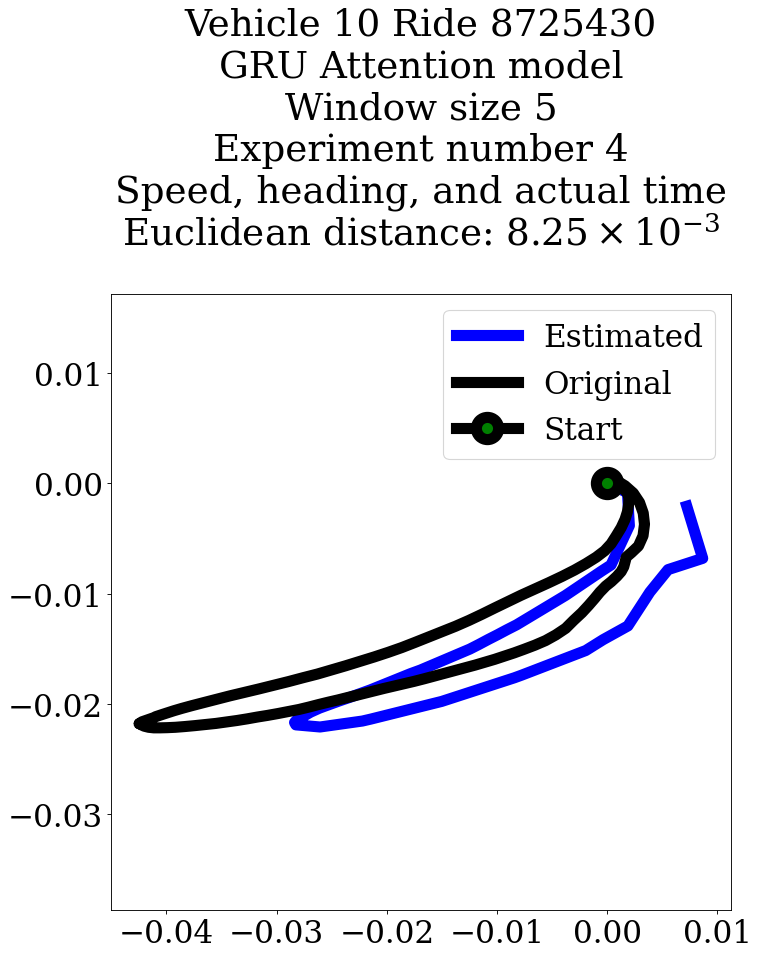 Vehicle 10 Ride 8725430
GRU Attention model
Window size 5
Experiment number 4
Speed, heading, and actual time
Euclidean distance: 8.25 × 10⁻³
Estimated
Original
Start
0.01
0.00
−0.01
−0.02
−0.03
−0.04 −0.03 −0.02 −0.01 0.00 0.01